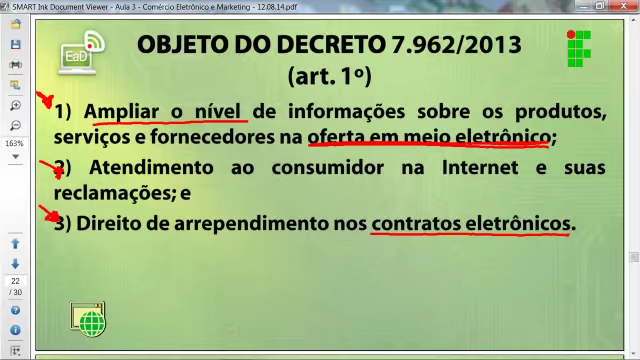 SMART Ink Document Viewer - Aula 3 - Comércio Eletrônico e Marketing - 12.08.14.pdf
EaD
OBJETO DO DECRETO 7.962/2013
(art. 1º)
1) Ampliar o nível de informações sobre os produtos,
serviços e fornecedores na oferta em meio eletrônico;
2) Atendimento ao consumidor na Internet e suas
reclamações; e
3) Direito de arrependimento nos contratos eletrônicos.
163%
22
/ 30